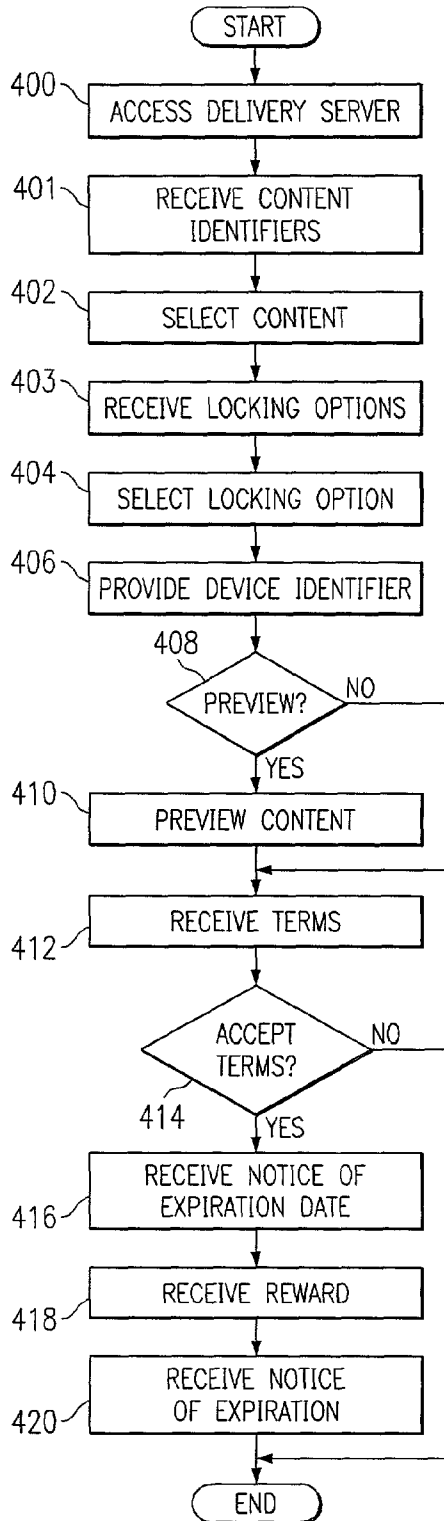 START
400
ACCESS DELIVERY SERVER
401
RECEIVE CONTENT
IDENTIFIERS
402
SELECT CONTENT
403
RECEIVE LOCKING OPTIONS
404
SELECT LOCKING OPTION
406
PROVIDE DEVICE IDENTIFIER
408
PREVIEW?
NO
YES
410
PREVIEW CONTENT
RECEIVE TERMS
412
ACCEPT
TERMS?
NO
414
YES
RECEIVE NOTICE OF
EXPIRATION DATE
416
RECEIVE REWARD
418
RECEIVE NOTICE
OF EXPIRATION
420
END